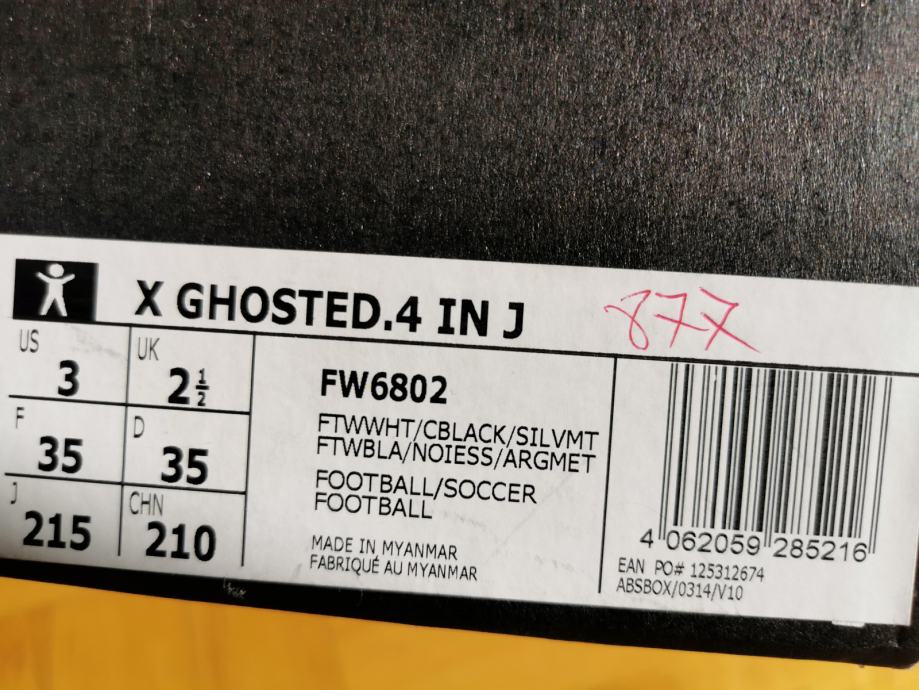 X GHOSTED.4 IN J 877
US 3 UK 2 1/2
F 35 D 35
J 215 CHN 210
FW6802
FTWWHT/CBLACK/SILVMT
FTWBLA/NOIESS/ARGMET
FOOTBALL/SOCCER
FOOTBALL
MADE IN MYANMAR
FABRIQUÉ AU MYANMAR
4 062059 285216
EAN PO# 125312674
ABSBOX/0314/V10